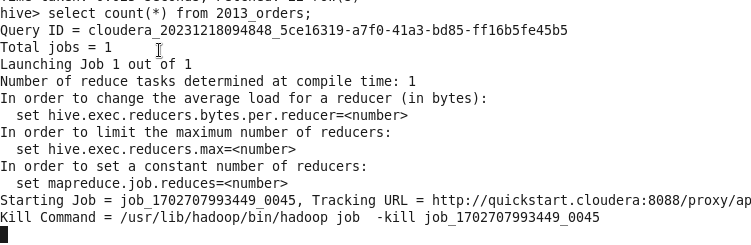 hive> select count(*) from 2013_orders;
Query ID = cloudera_20231218094848_5ce16319-a7f0-41a3-bd85-ff16b5fe45b5
Total jobs = 1
Launching Job 1 out of 1
Number of reduce tasks determined at compile time: 1
In order to change the average load for a reducer (in bytes):
  set hive.exec.reducers.bytes.per.reducer=<number>
In order to limit the maximum number of reducers:
  set hive.exec.reducers.max=<number>
In order to set a constant number of reducers:
  set mapreduce.job.reduces=<number>
Starting Job = job_1702707993449_0045, Tracking URL = http://quickstart.cloudera:8088/proxy/ap
Kill Command = /usr/lib/hadoop/bin/hadoop job  -kill job_1702707993449_0045